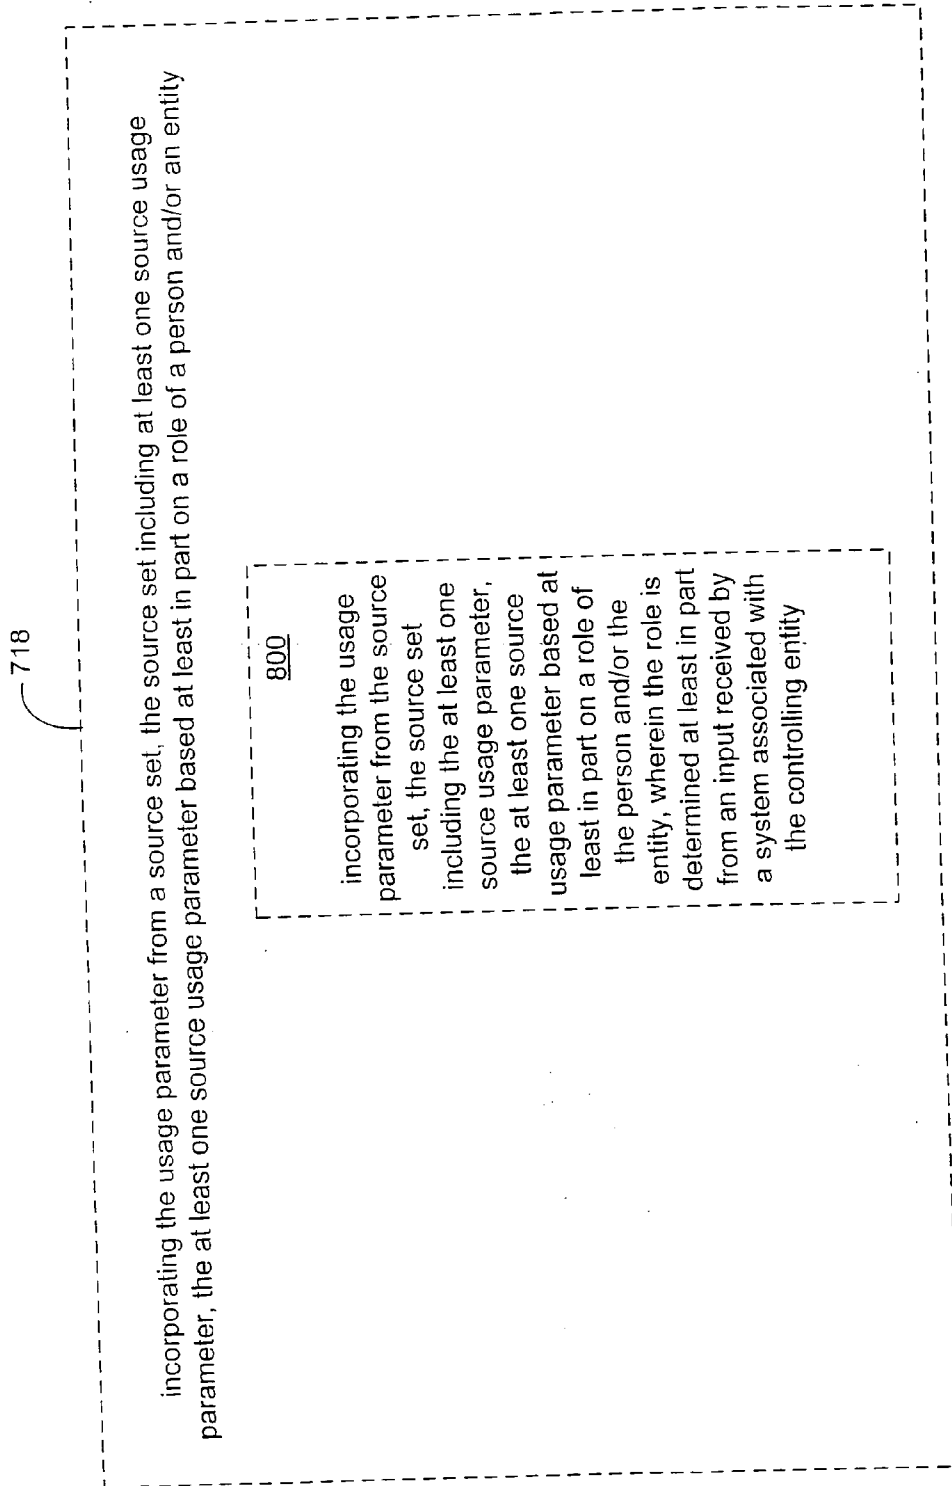 718
incorporating the usage parameter from a source set, the source set including at least one source usage
parameter, the at least one source usage parameter based at least in part on a role of a person and/or an entity
800
incorporating the usage
parameter from the source
set, the source set
including the at least one
source usage parameter,
the at least one source
usage parameter based at
least in part on a role of
the person and/or the
entity, wherein the role is
determined at least in part
from an input received by
a system associated with
the controlling entity